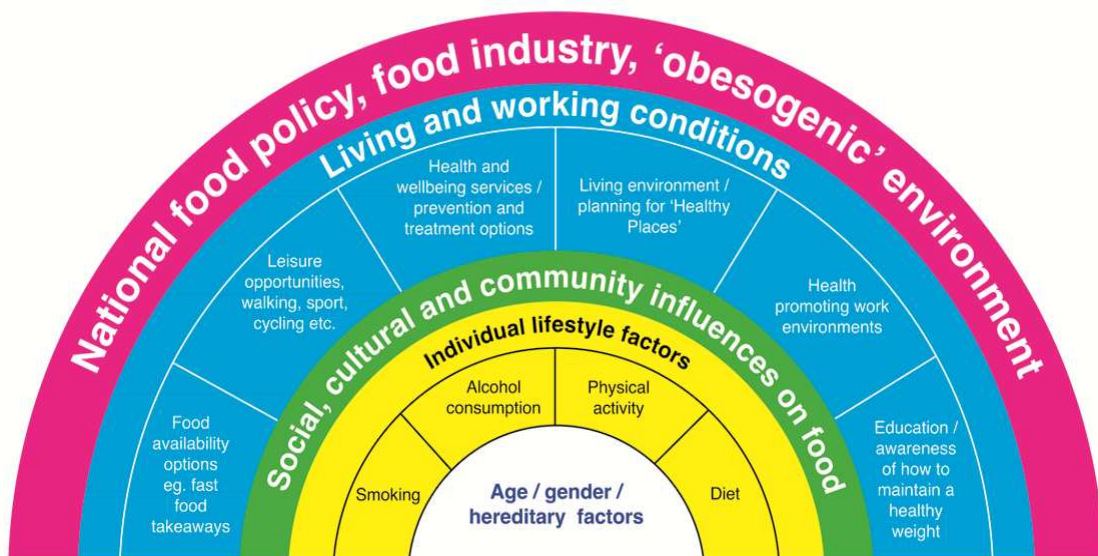 National food policy, food industry, ‘obesogenic’ environment
Living and working conditions
Food
availability
options
eg. fast
food
takeaways
Leisure
opportunities,
walking, sport,
cycling etc.
Health and
wellbeing services /
prevention and
treatment options
Living environment /
planning for ‘Healthy
Places’
Health
promoting work
environments
Education /
awareness
of how to
maintain a
healthy
weight
Social, cultural and community influences on food
Individual lifestyle factors
Smoking
Alcohol
consumption
Physical
activity
Diet
Age / gender /
hereditary factors